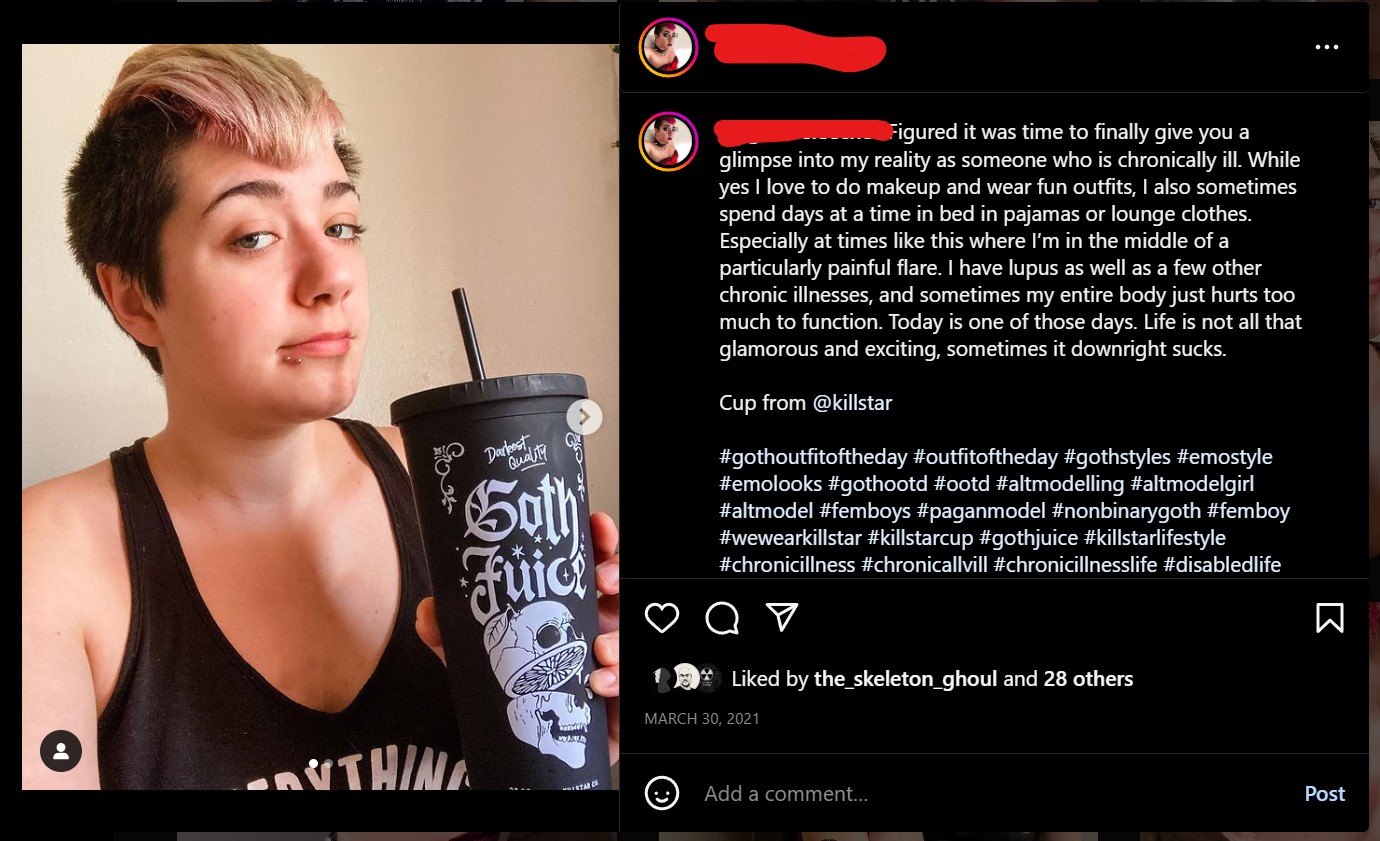 Figured it was time to finally give you a
glimpse into my reality as someone who is chronically ill. While
yes I love to do makeup and wear fun outfits, I also sometimes
spend days at a time in bed in pajamas or lounge clothes.
Especially at times like this where I'm in the middle of a
particularly painful flare. I have lupus as well as a few other
chronic illnesses, and sometimes my entire body just hurts too
much to function. Today is one of those days. Life is not all that
glamorous and exciting, sometimes it downright sucks.
Cup from @killstar
#gothoutfitoftheday #outfitoftheday #gothstyles #emostyle
#emolooks #gothootd #ootd #altmodelling #altmodelgirl
#altmodel #femboys #paganmodel #nonbinarygoth #femboy
#wewearkillstar #killstarcup #gothjuice #killstarlifestyle
#chronicillness #chronicallvill #chronicillnesslife #disabledlife
Liked by the_skeleton_ghoul and 28 others
MARCH 30, 2021
Add a comment...
Post
Darkest
Quality
Goth
Juice
KILLSTAR CO.
ERYTHING